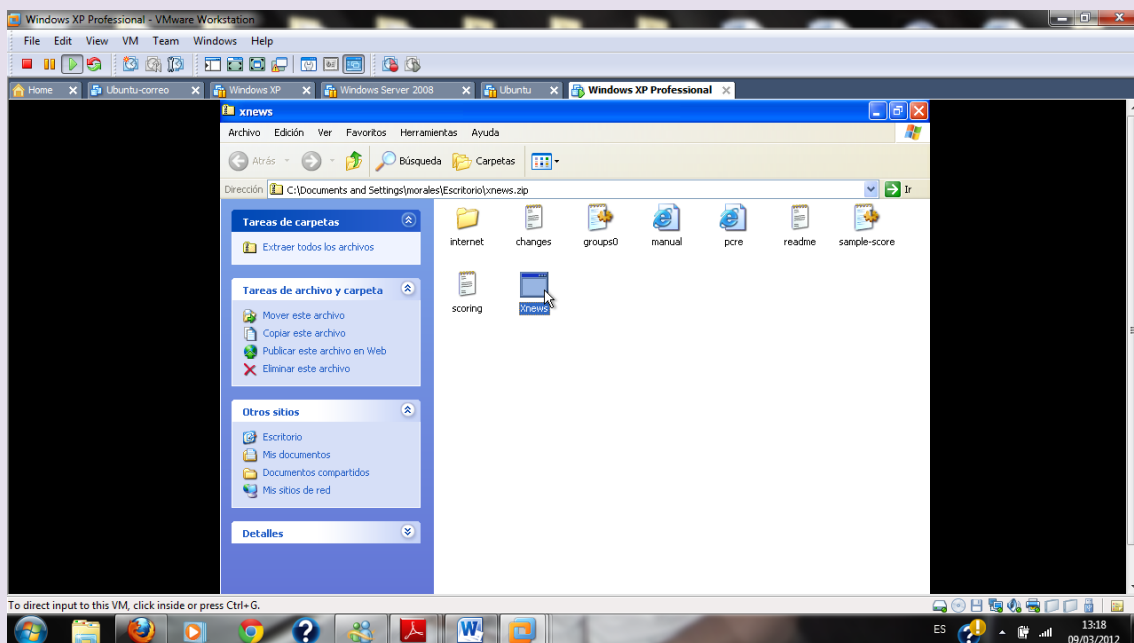 Windows XP Professional - VMware Workstation
File Edit View VM Team Windows Help
Home Ubuntu-correo Windows XP Windows Server 2008 Ubuntu Windows XP Professional
xnews
Archivo Edición Ver Favoritos Herramientas Ayuda
Atrás Búsqueda Carpetas
Dirección C:\Documents and Settings\morales\Escritorio\xnews.zip Ir
Tareas de carpetas
Extraer todos los archivos
Tareas de archivo y carpeta
Mover este archivo
Copiar este archivo
Publicar este archivo en Web
Eliminar este archivo
Otros sitios
Escritorio
Mis documentos
Documentos compartidos
Mis sitios de red
Detalles
internet changes groups0 manual pcre readme sample-score
scoring Xnews
To direct input to this VM, click inside or press Ctrl+G.
ES 13:18
09/03/2012